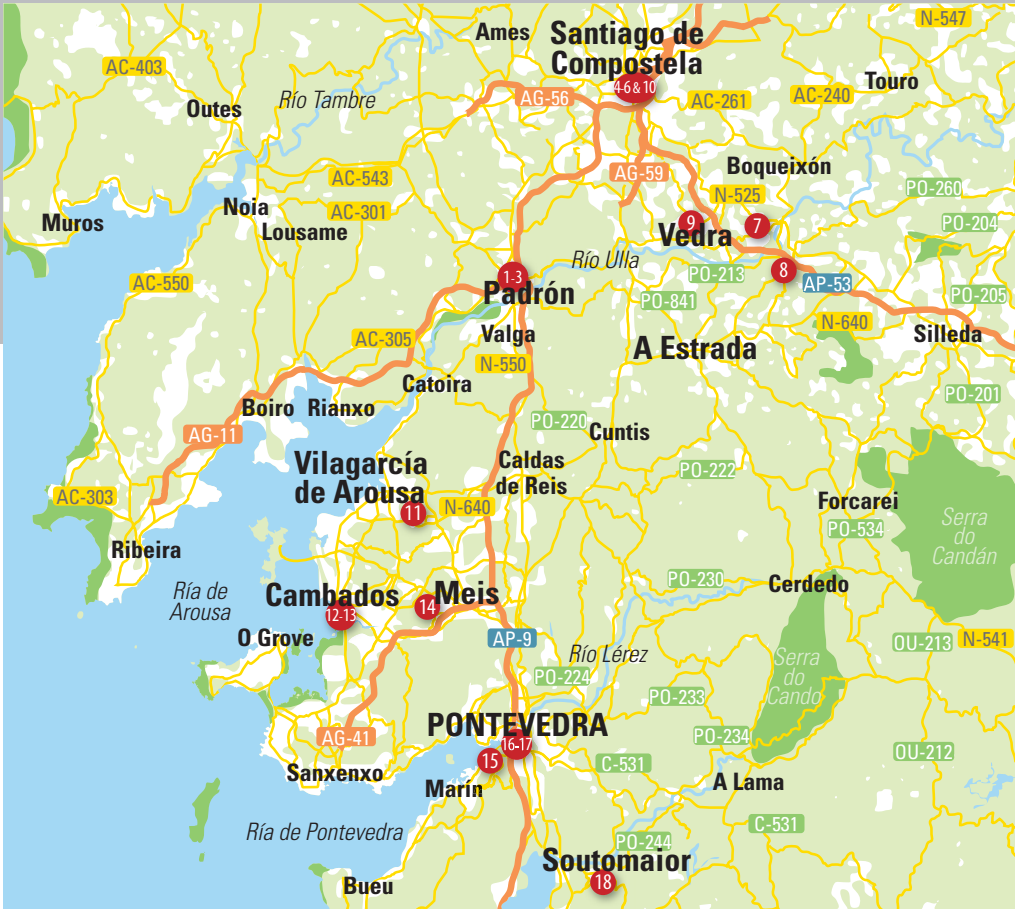 N-547
Ames
Santiago de
Compostela
AC-403
Touro
4-6 & 10
Outes
Río Tambre
AG-56
AC-261
AC-240
Boqueixón
AC-543
AG-59
N-525
PO-260
Noia
AC-301
Muros
Lousame
9
7
PO-204
Vedra
Río Ulla
8
PO-213
1-3
AC-550
Padrón
AP-53
PO-205
PO-841
N-640
Valga
AC-305
Silleda
A Estrada
N-550
Catoira
PO-201
Boiro
Rianxo
AG-11
PO-220
Cuntis
Vilagarcía
de Arousa
Caldas
de Reis
PO-222
AC-303
11
N-640
Forcarei
PO-534
Serra
do
Candán
Ribeira
Ría de
Arousa
PO-230
Cerdedo
Cambados
12-13
14
Meis
O Grove
AP-9
OU-213
N-541
Río Lérez
PO-224
Serra
do
Cando
PO-233
PONTEVEDRA
AG-41
16-17
PO-234
15
OU-212
Sanxenxo
C-531
Marín
A Lama
Ría de Pontevedra
C-531
PO-244
Soutomaior
Bueu
18